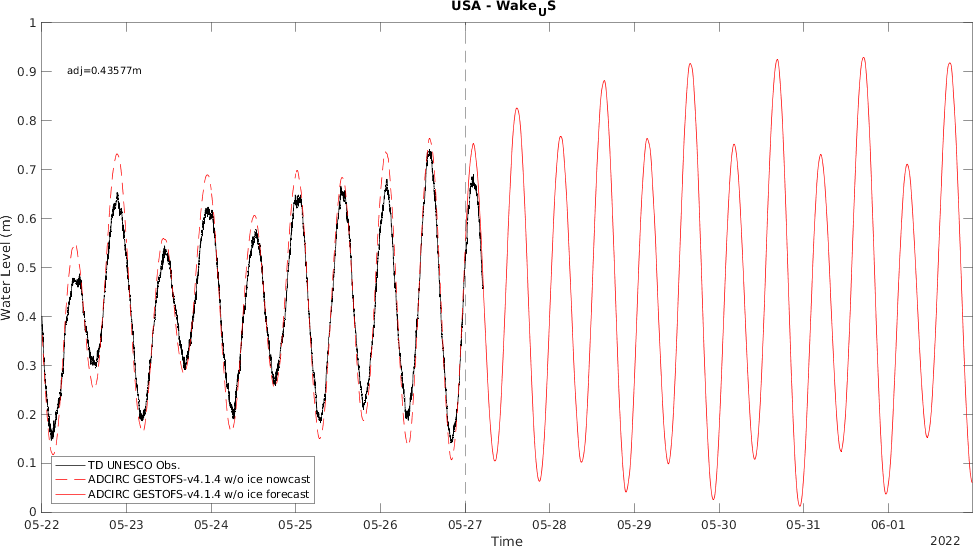 USA - Wake_US
adj=0.43577m
Water Level (m)
1
0.9
0.8
0.7
0.6
0.5
0.4
0.3
0.2
0.1
0
TD UNESCO Obs.
ADCIRC GESTOFS-v4.1.4 w/o ice nowcast
ADCIRC GESTOFS-v4.1.4 w/o ice forecast
05-22 05-23 05-24 05-25 05-26 05-27 05-28 05-29 05-30 05-31 06-01
Time
2022